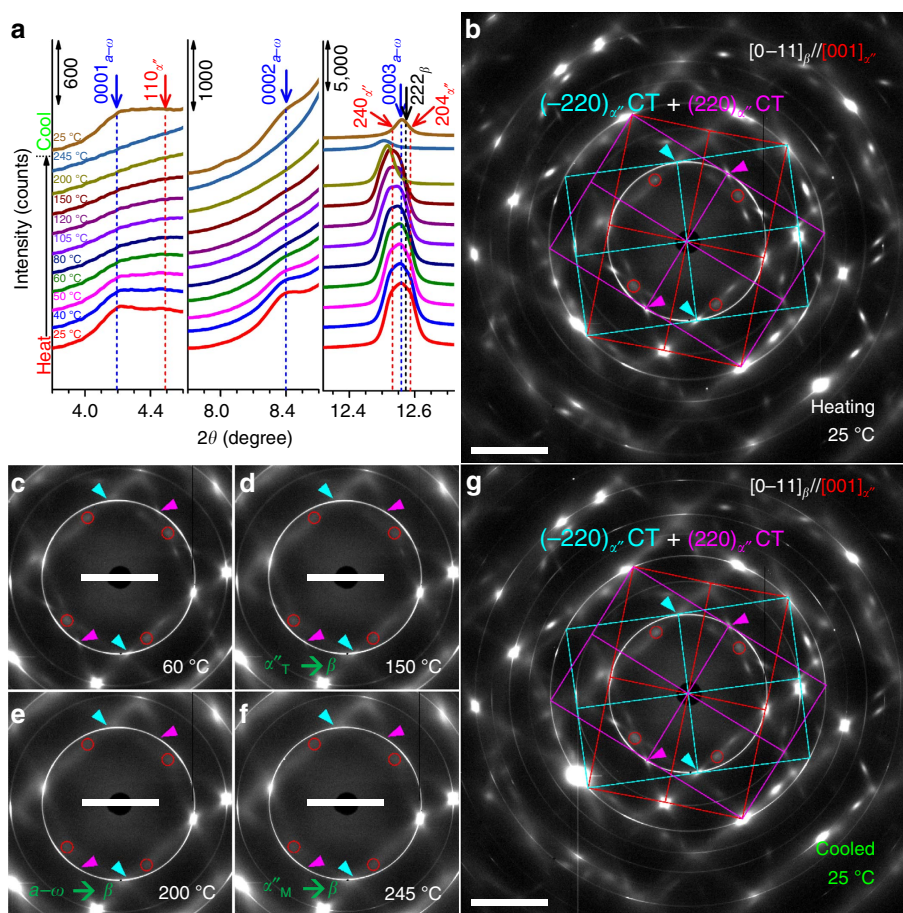 a
600
0001a–ω
110α″
1000
0002a–ω
5,000
240α″
0003a–ω
222β
204α″
Cool
Heat
Intensity (counts)
25 °C
245 °C
200 °C
150 °C
120 °C
105 °C
80 °C
60 °C
50 °C
40 °C
25 °C
4.0 4.4
8.0 8.4
12.4 12.6
2θ (degree)
b
[0–11]β//[001]α″
(–220)α″CT + (220)α″CT
Heating
25 °C
c
60 °C
d
α″T → β
150 °C
e
a–ω → β
200 °C
f
α″M → β
245 °C
g
[0–11]β//[001]α″
(–220)α″CT + (220)α″CT
Cooled
25 °C